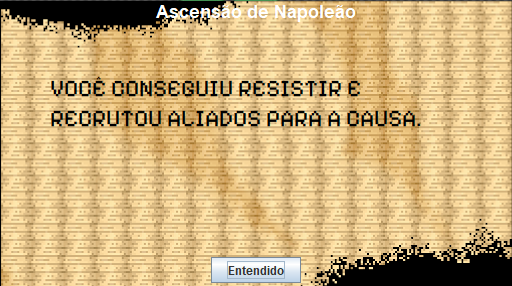 Ascensão de Napoleão
VOCÊ CONSEGUIU RESISTIR E
RECRUTOU ALIADOS PARA A CAUSA.
Entendido